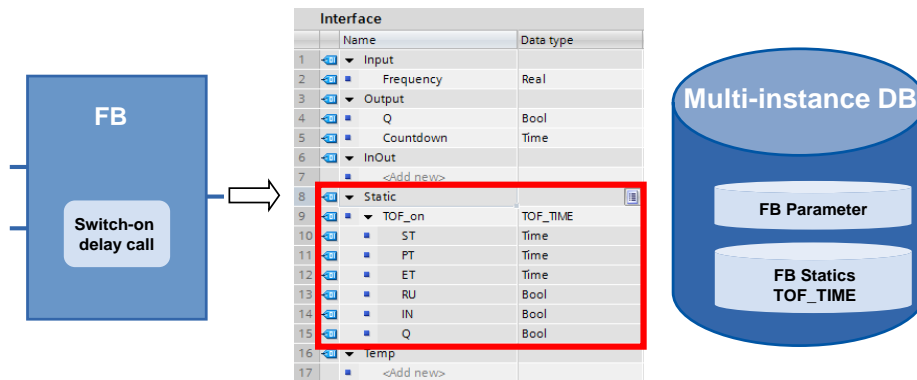 FB
Switch-on
delay call
Interface
Name Data type
1 Input
2 Frequency Real
3 Output
4 Q Bool
5 Countdown Time
6 InOut
7 <Add new>
8 Static
9 TOF_on TOF_TIME
10 ST Time
11 PT Time
12 ET Time
13 RU Bool
14 IN Bool
15 Q Bool
16 Temp
17 <Add new>
Multi-instance DB
FB Parameter
FB Statics
TOF_TIME